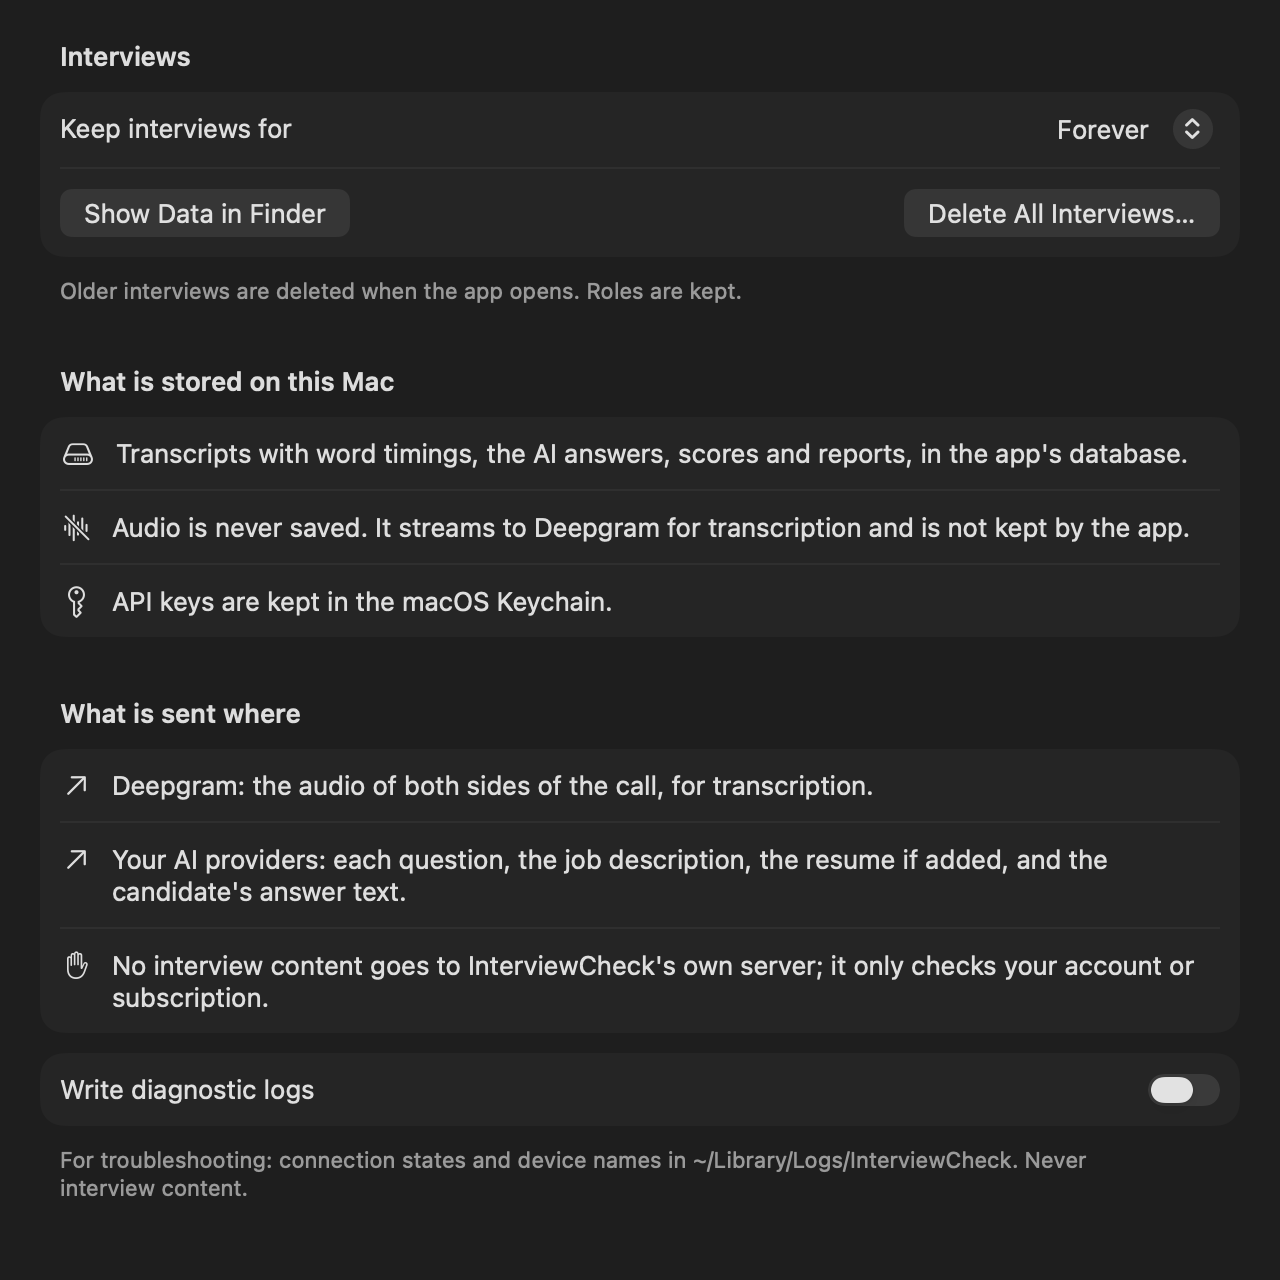 Interviews
Keep interviews for
Forever
Show Data in Finder
Delete All Interviews...
Older interviews are deleted when the app opens. Roles are kept.
What is stored on this Mac
Transcripts with word timings, the AI answers, scores and reports, in the app's database.
Audio is never saved. It streams to Deepgram for transcription and is not kept by the app.
API keys are kept in the macOS Keychain.
What is sent where
Deepgram: the audio of both sides of the call, for transcription.
Your AI providers: each question, the job description, the resume if added, and the
candidate's answer text.
No interview content goes to InterviewCheck's own server; it only checks your account or
subscription.
Write diagnostic logs
For troubleshooting: connection states and device names in ~/Library/Logs/InterviewCheck. Never
interview content.